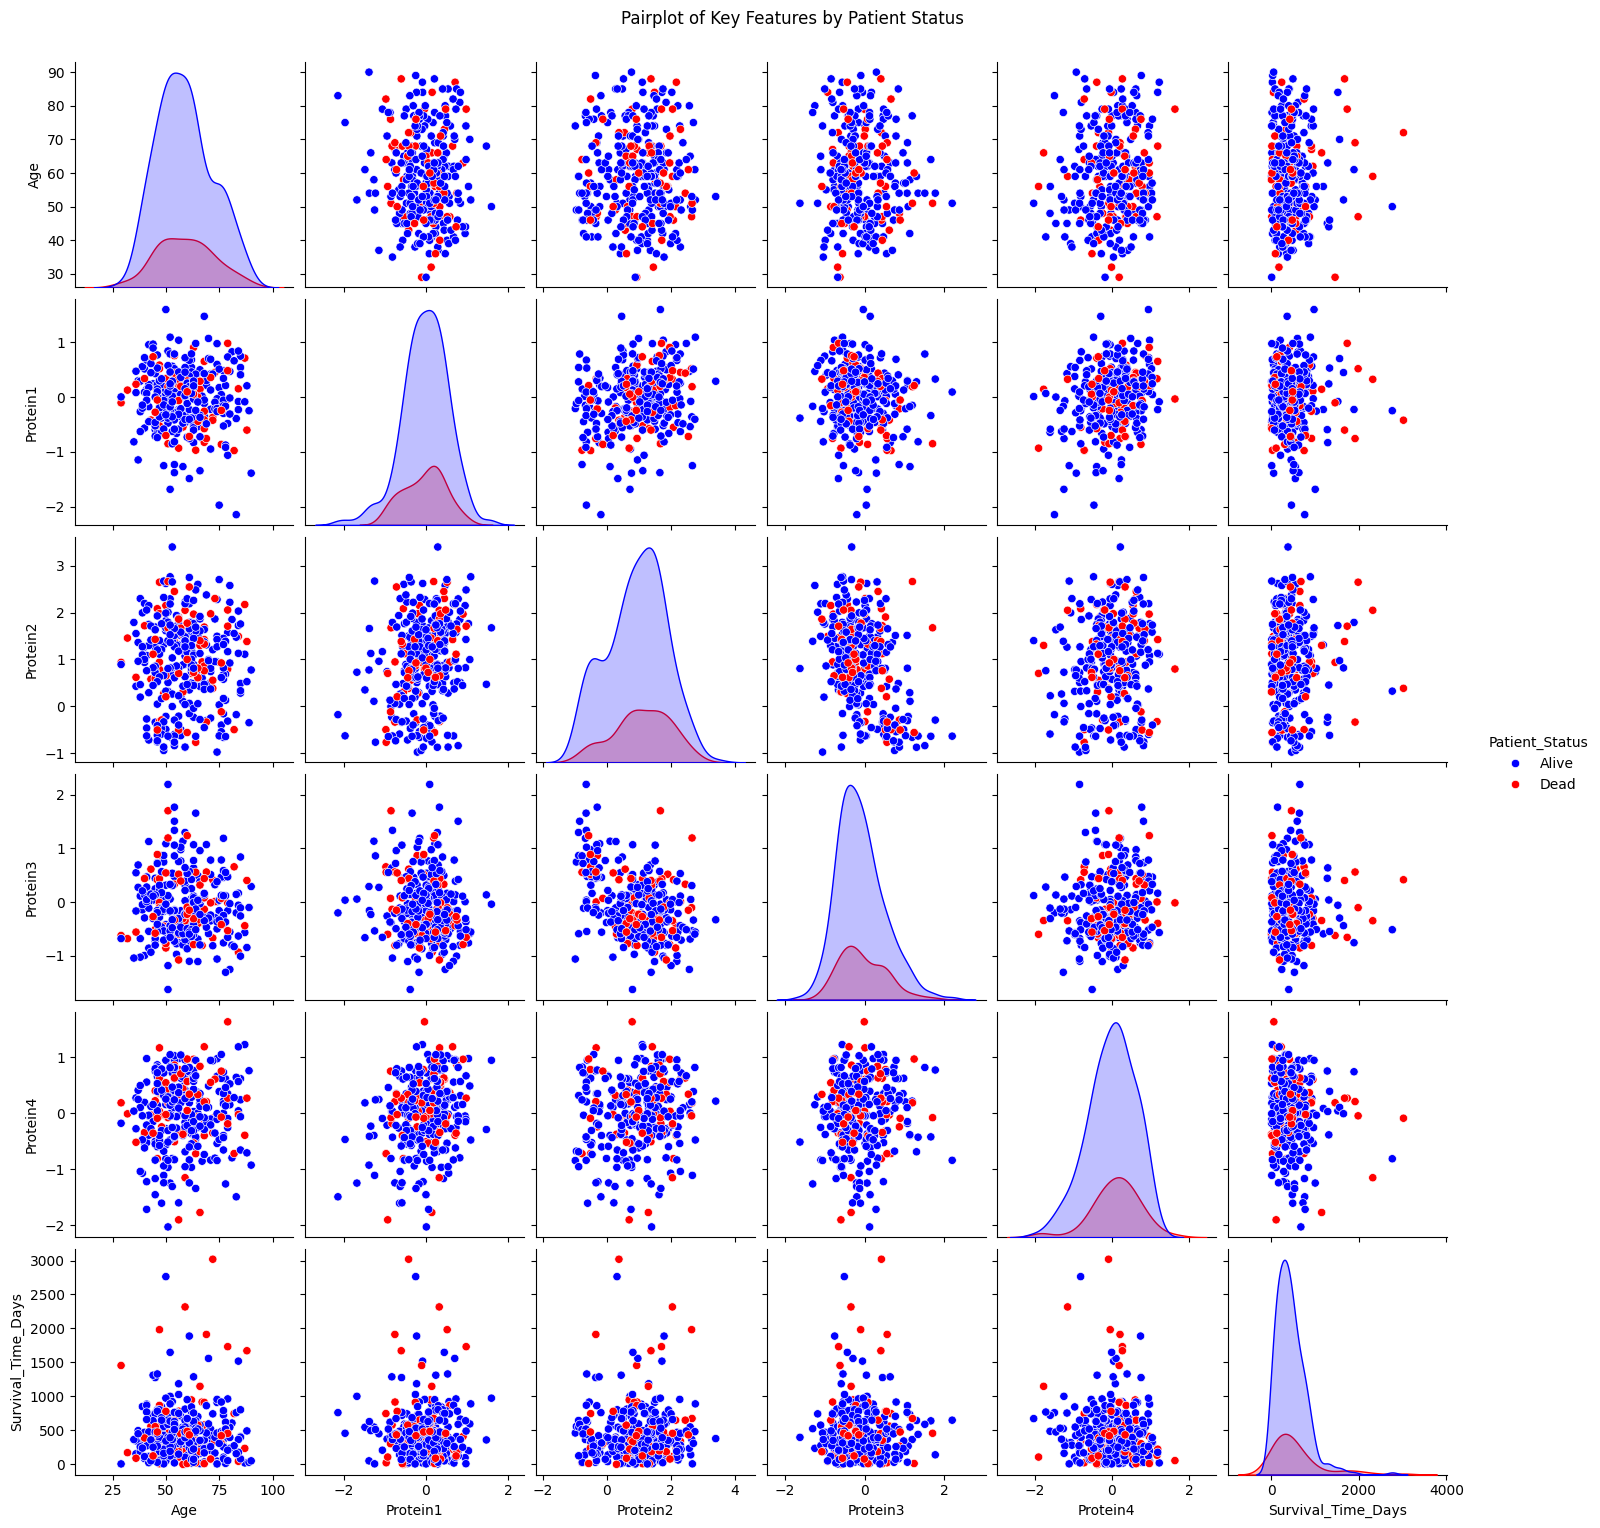 Pairplot of Key Features by Patient Status
90
80
70
60
50
40
30
Age
1
0
−1
−2
Protein1
3
2
1
0
−1
Protein2
Patient_Status
Alive
Dead
2
1
0
−1
Protein3
1
0
−1
−2
Protein4
3000
2500
2000
1500
1000
500
0
Survival_Time_Days
25 50 75 100
−2 0 2
−2 0 2 4
−2 0 2
−2 0 2
0 2000 4000
Age Protein1 Protein2 Protein3 Protein4 Survival_Time_Days